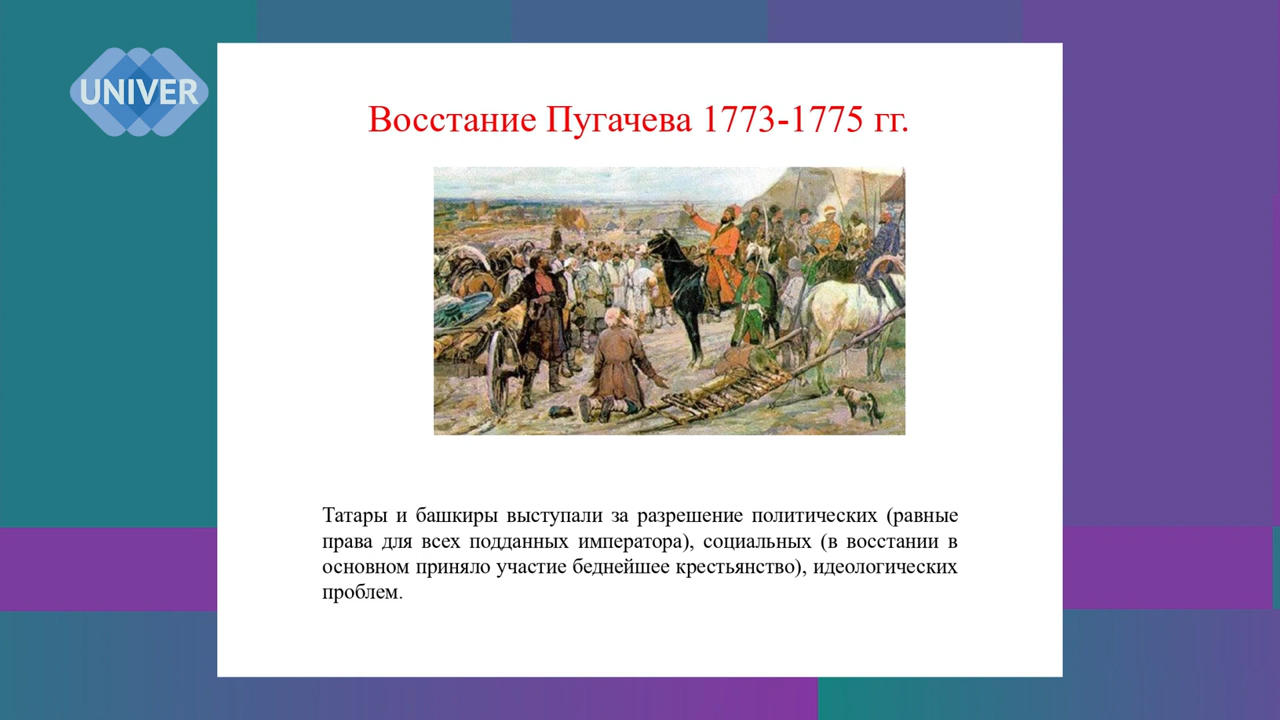 UNIVER
Восстание Пугачева 1773-1775 гг.
Татары и башкиры выступали за разрешение политических (равные
права для всех подданных императора), социальных (в восстании в
основном приняло участие беднейшее крестьянство), идеологических
проблем.